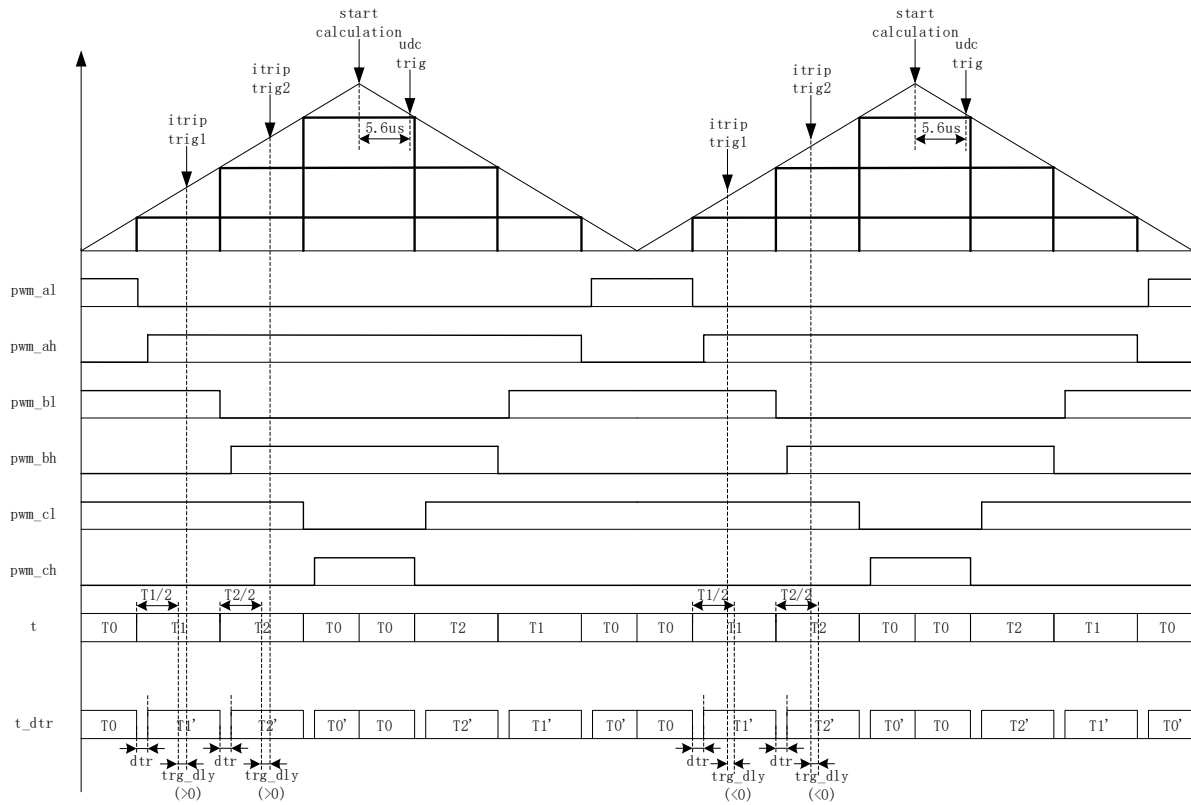 start
calculation
udc
trig
itrip
trig2
itrip
trig1
5.6us
start
calculation
udc
trig
itrip
trig2
itrip
trig1
5.6us
pwm_al
pwm_ah
pwm_bl
pwm_bh
pwm_cl
pwm_ch
T1/2 T2/2 T1/2 T2/2
t T0 T1 T2 T0 T0 T2 T1 T0 T0 T1 T2 T0 T0 T2 T1 T0
t_dtr T0 T1' T2' T0' T0 T2' T1' T0' T0 T1' T2' T0' T0 T2' T1' T0'
dtr dtr dtr dtr
trg_dly trg_dly trg_dly trg_dly
(>0) (>0) (<0) (<0)